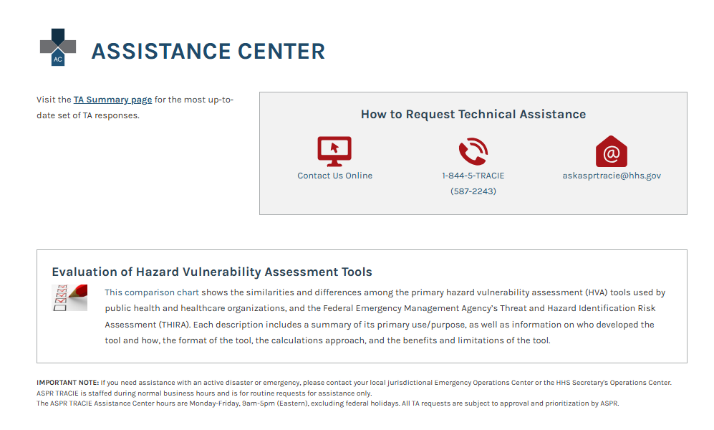 AC
ASSISTANCE CENTER
Visit the TA Summary page for the most up-to-
date set of TA responses.
How to Request Technical Assistance
Contact Us Online
1-844-5-TRACIE
(587-2243)
askasprtracie@hhs.gov
Evaluation of Hazard Vulnerability Assessment Tools
This comparison chart shows the similarities and differences among the primary hazard vulnerability assessment (HVA) tools used by
public health and healthcare organizations, and the Federal Emergency Management Agency's Threat and Hazard Identification Risk
Assessment (THIRA). Each description includes a summary of its primary use/purpose, as well as information on who developed the
tool and how, the format of the tool, the calculations approach, and the benefits and limitations of the tool.
IMPORTANT NOTE: If you need assistance with an active disaster or emergency, please contact your local jurisdictional Emergency Operations Center or the HHS Secretary's Operations Center.
ASPR TRACIE is staffed during normal business hours and is for routine requests for assistance only.
The ASPR TRACIE Assistance Center hours are Monday-Friday, 9am-5pm (Eastern), excluding federal holidays. All TA requests are subject to approval and prioritization by ASPR.